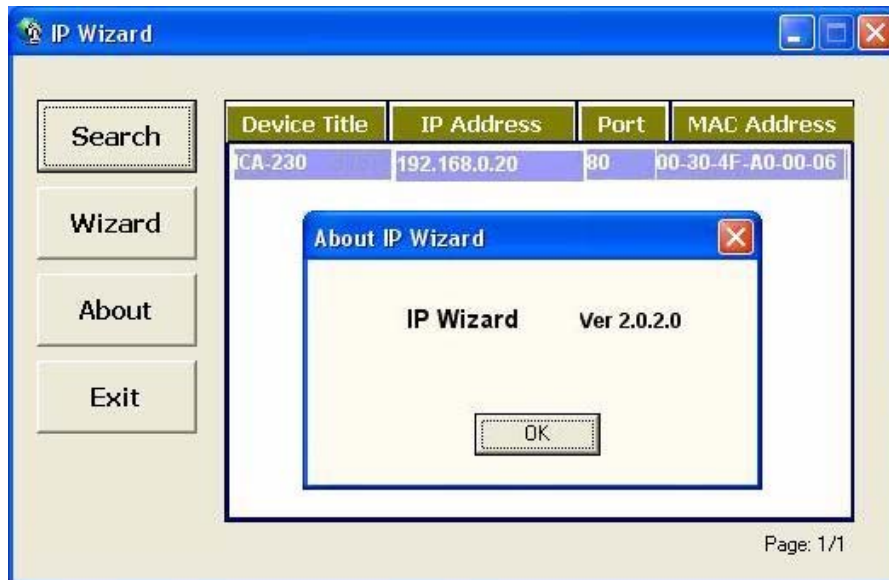 IP Wizard
Search
Device Title IP Address Port MAC Address
ICA-230 192.168.0.20 80 00-30-4F-A0-00-06
Wizard
About IP Wizard
About
IP Wizard Ver 2.0.2.0
Exit
OK
Page: 1/1